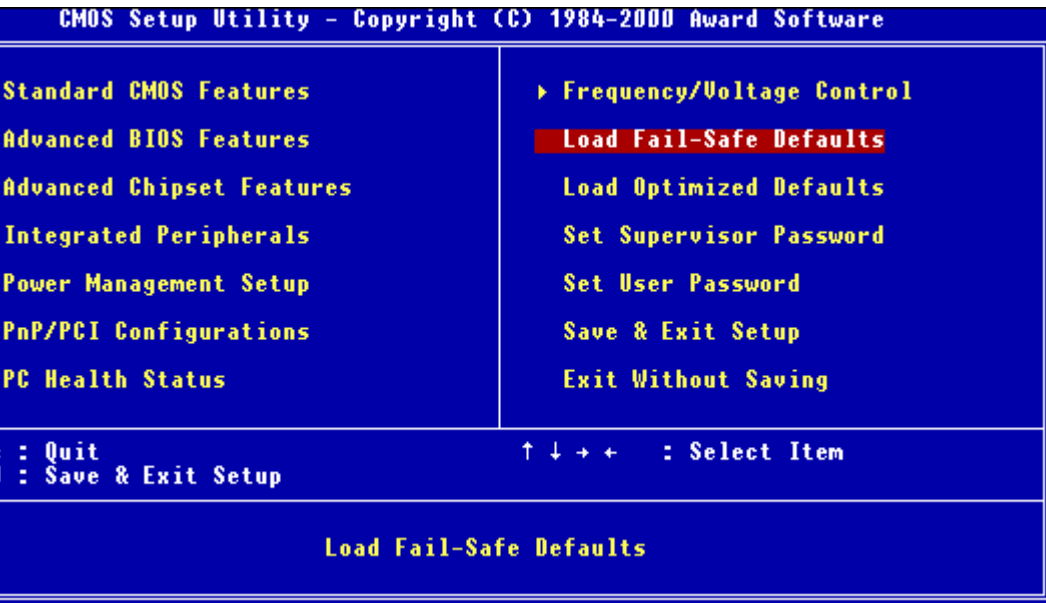 CMOS Setup Utility - Copyright (C) 1984-2000 Award Software
Standard CMOS Features
Advanced BIOS Features
Advanced Chipset Features
Integrated Peripherals
Power Management Setup
PnP/PCI Configurations
PC Health Status
Frequency/Voltage Control
Load Fail-Safe Defaults
Load Optimized Defaults
Set Supervisor Password
Set User Password
Save & Exit Setup
Exit Without Saving
: Quit
: Save & Exit Setup
↑ ↓ → ← : Select Item
Load Fail-Safe Defaults